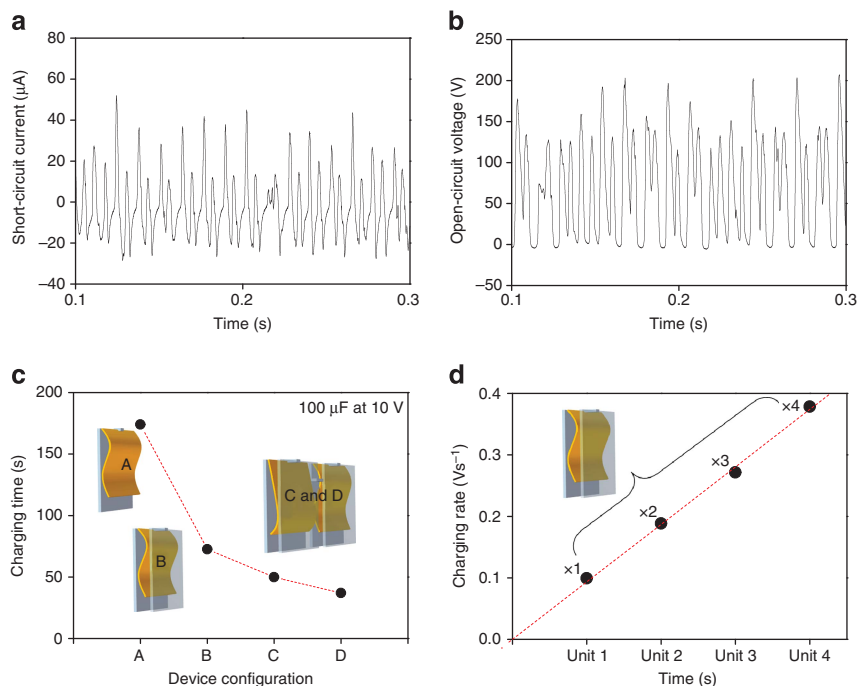 a
80
60
40
20
0
−20
−40
Short-circuit current (μA)
0.1
0.2
0.3
Time (s)
b
250
200
150
100
50
0
−50
Open-circuit voltage (V)
0.1
0.2
0.3
Time (s)
c
200
150
100
50
0
Charging time (s)
100 μF at 10 V
A
B
C and D
A
B
C
D
Device configuration
d
0.4
0.3
0.2
0.1
0.0
Charging rate (Vs⁻¹)
×1
×2
×3
×4
Unit 1
Unit 2
Unit 3
Unit 4
Time (s)